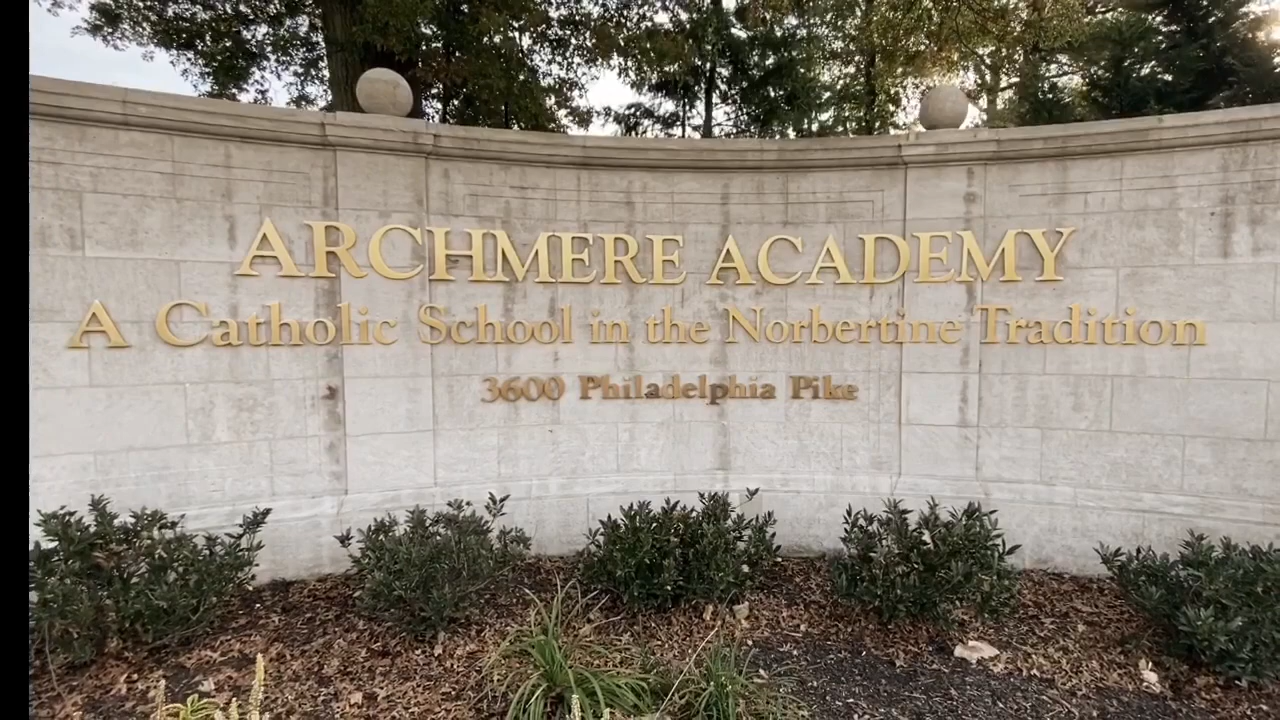 ARCHMERE ACADEMY
A Catholic School in the Norbertine Tradition
3600 Philadelphia Pike